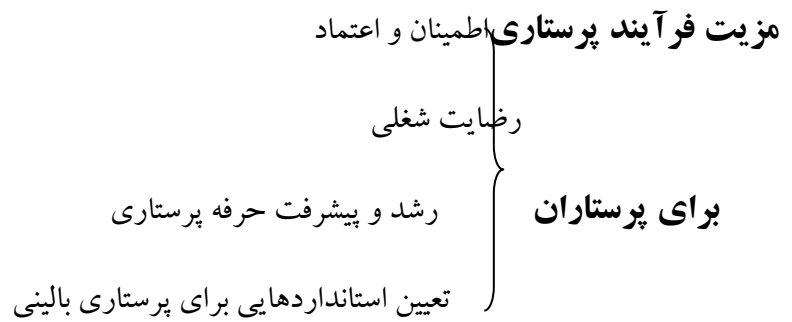 مزیت فرآیند پرستاری اطمینان و اعتماد
رضایت شغلی
برای پرستاران رشد و پیشرفت حرفه پرستاری
تعیین استانداردهایی برای پرستاری بالینی